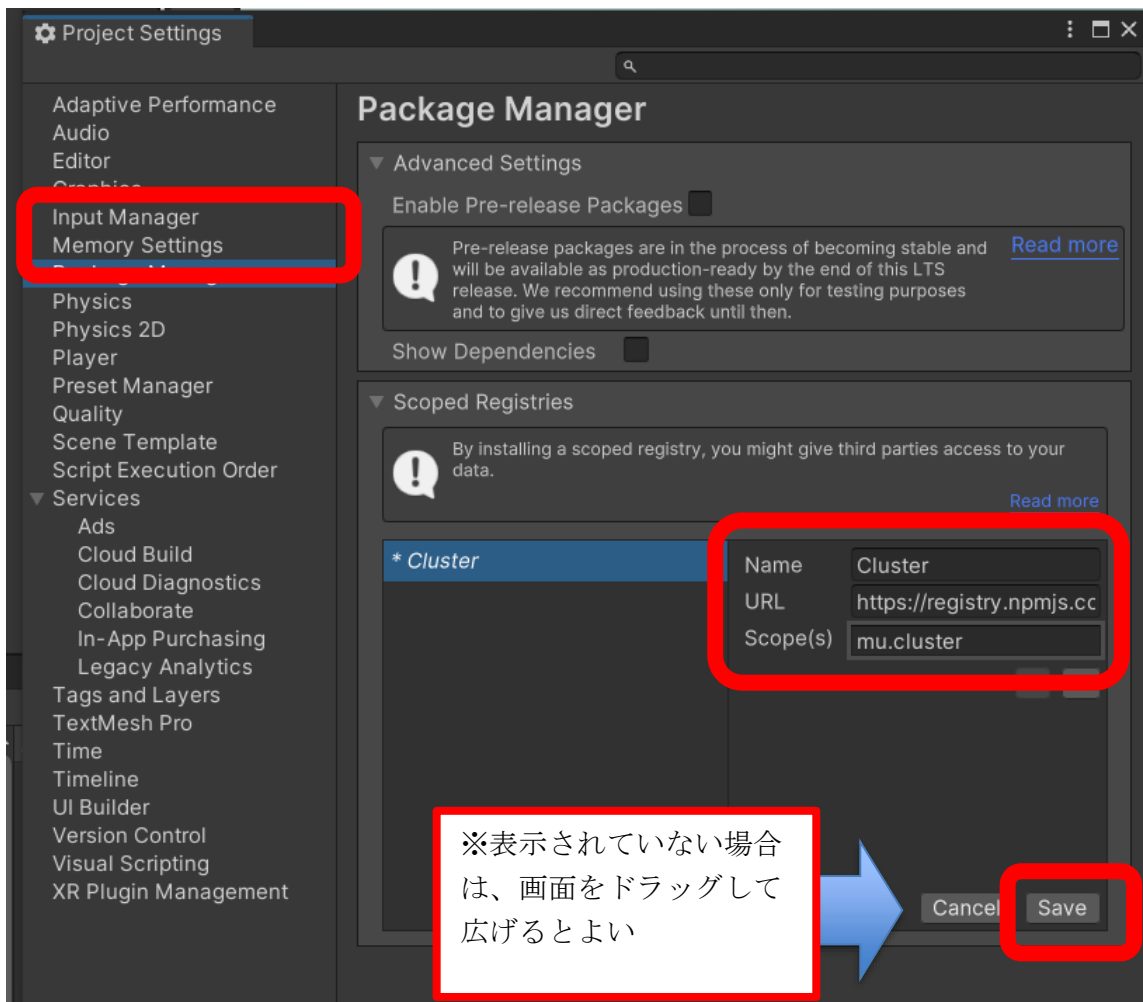 Project Settings
Adaptive Performance
Audio
Editor
Graphics
Input Manager
Memory Settings
Physics
Physics 2D
Player
Preset Manager
Quality
Scene Template
Script Execution Order
Services
Ads
Cloud Build
Cloud Diagnostics
Collaborate
In-App Purchasing
Legacy Analytics
Tags and Layers
TextMesh Pro
Time
Timeline
UI Builder
Version Control
Visual Scripting
XR Plugin Management
Package Manager
Advanced Settings
Enable Pre-release Packages
Pre-release packages are in the process of becoming stable and
will be available as production-ready by the end of this LTS
release. We recommend using these only for testing purposes
and to give us direct feedback until then.
Read more
Show Dependencies
Scoped Registries
By installing a scoped registry, you might give third parties access to your
data.
Read more
* Cluster
Name Cluster
URL https://registry.npmjs.cc
Scope(s) mu.cluster
※表示されていない場合
は、画面をドラッグして
広げるとよい
Cancel Save